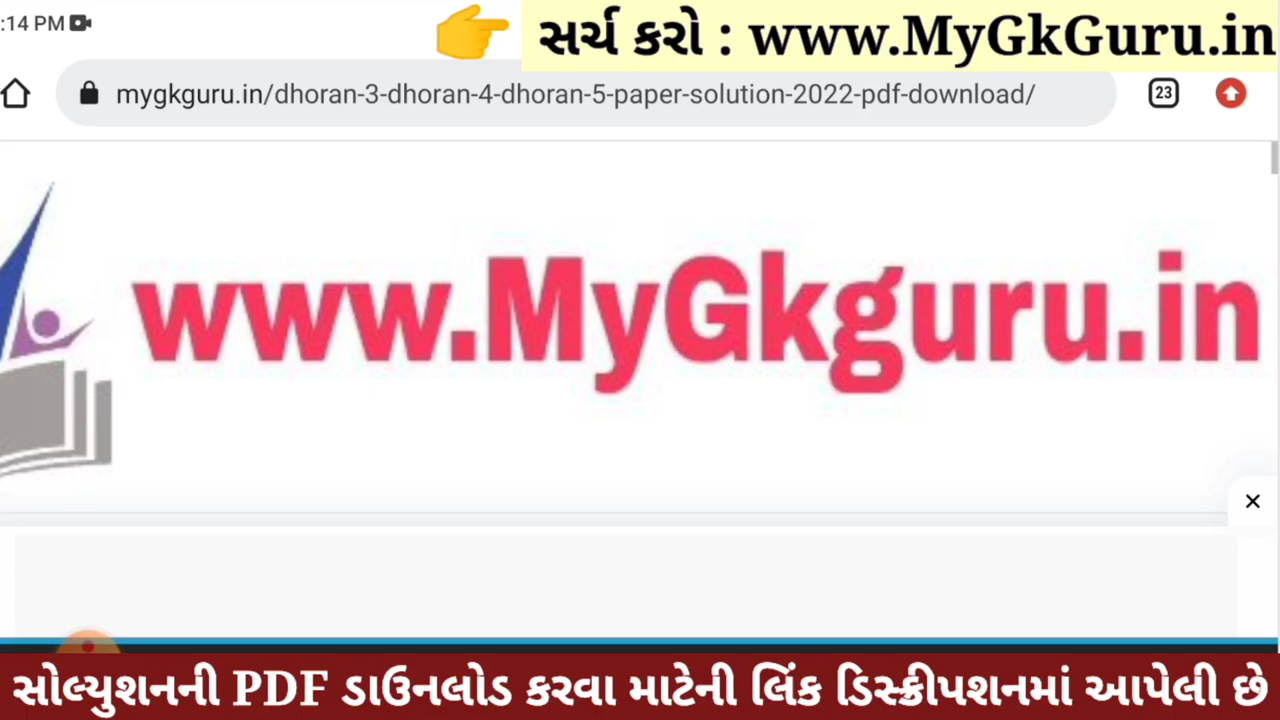 :14 PM
👉 સર્ચ કરો : www.MyGkGuru.in
mygkguru.in/dhoran-3-dhoran-4-dhoran-5-paper-solution-2022-pdf-download/
23
www.MyGkguru.in
સોલ્યુશનની PDF ડાઉનલોડ કરવા માટેની લિંક ડિસ્ક્રીપશનમાં આપેલી છે